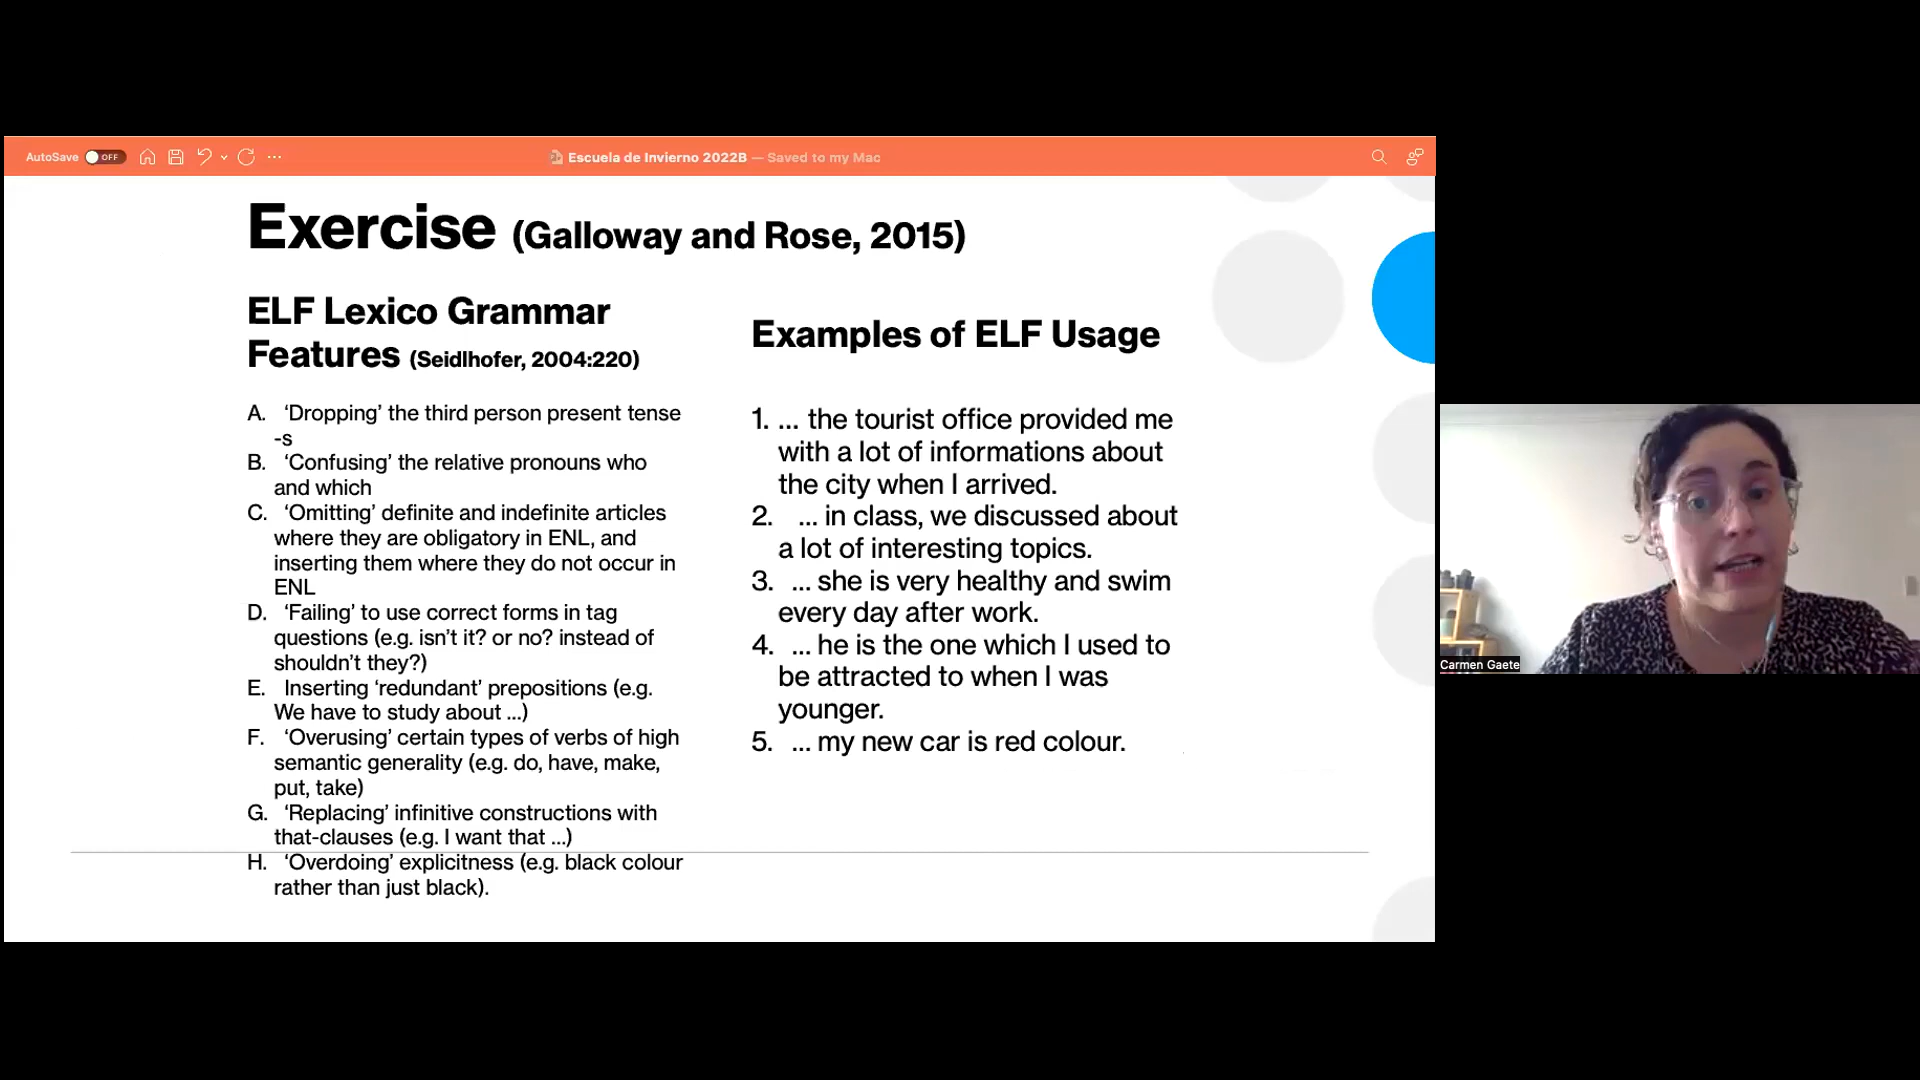 AutoSave OFF
Escuela de Invierno 2022B — Saved to my Mac
Exercise (Galloway and Rose, 2015)
ELF Lexico Grammar
Features (Seidlhofer, 2004:220)
A. ‘Dropping’ the third person present tense
-s
B. ‘Confusing’ the relative pronouns who
and which
C. ‘Omitting’ definite and indefinite articles
where they are obligatory in ENL, and
inserting them where they do not occur in
ENL
D. ‘Failing’ to use correct forms in tag
questions (e.g. isn’t it? or no? instead of
shouldn’t they?)
E. Inserting ‘redundant’ prepositions (e.g.
We have to study about ...)
F. ‘Overusing’ certain types of verbs of high
semantic generality (e.g. do, have, make,
put, take)
G. ‘Replacing’ infinitive constructions with
that-clauses (e.g. I want that ...)
H. ‘Overdoing’ explicitness (e.g. black colour
rather than just black).
Examples of ELF Usage
1. ... the tourist office provided me
with a lot of informations about
the city when I arrived.
2. ... in class, we discussed about
a lot of interesting topics.
3. ... she is very healthy and swim
every day after work.
4. ... he is the one which I used to
be attracted to when I was
younger.
5. ... my new car is red colour.
Carmen Gaete